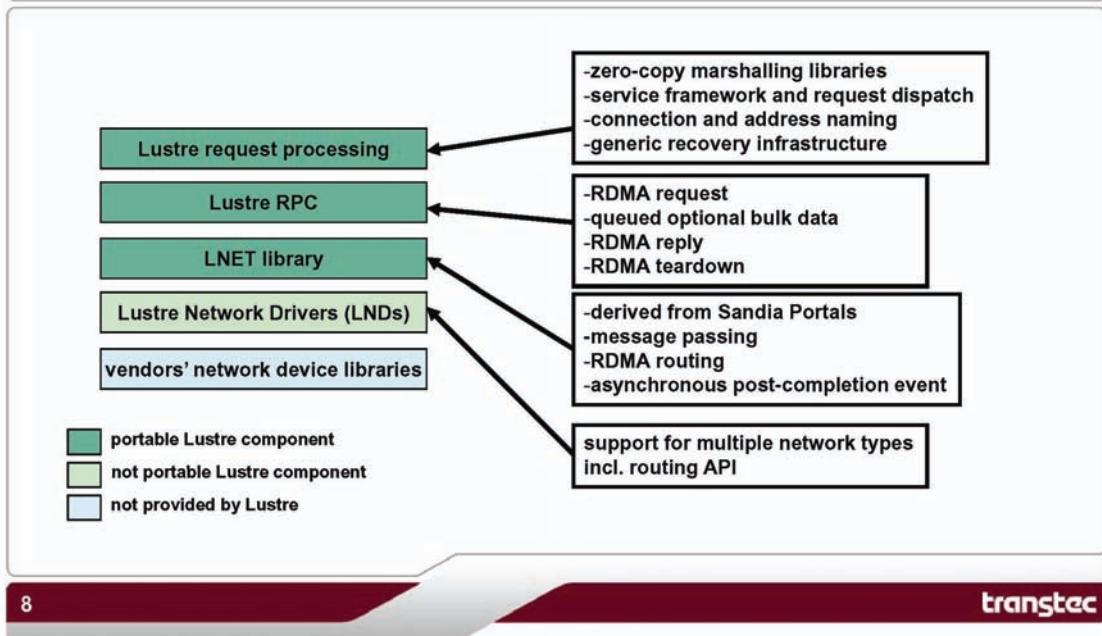 Lustre request processing
Lustre RPC
LNET library
Lustre Network Drivers (LNDs)
vendors' network device libraries
portable Lustre component
not portable Lustre component
not provided by Lustre
-zero-copy marshalling libraries
-service framework and request dispatch
-connection and address naming
-generic recovery infrastructure
-RDMA request
-queued optional bulk data
-RDMA reply
-RDMA teardown
-derived from Sandia Portals
-message passing
-RDMA routing
-asynchronous post-completion event
support for multiple network types
incl. routing API
8
transtec